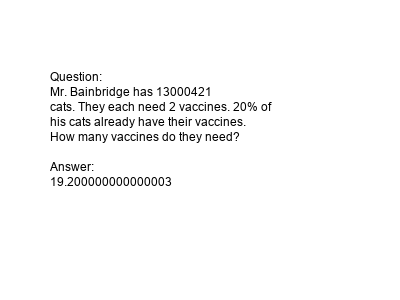 Question:
Mr. Bainbridge has 13000421
cats. They each need 2 vaccines. 20% of
his cats already have their vaccines.
How many vaccines do they need?
Answer:
19.200000000000003